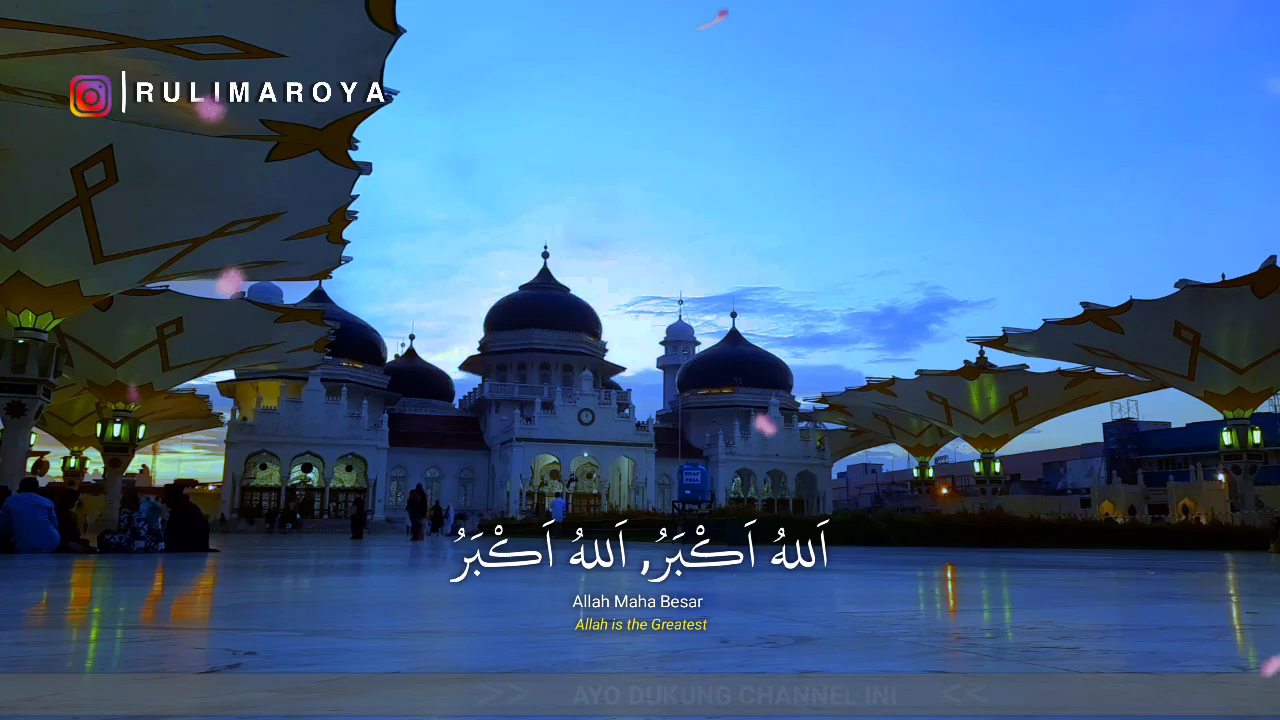 RULIMAROYA
اَللهُ اَكْبَرُ, اَللهُ اَكْبَرُ
Allah Maha Besar
Allah is the Greatest
>> AYO DUKUNG CHANNEL INI <<